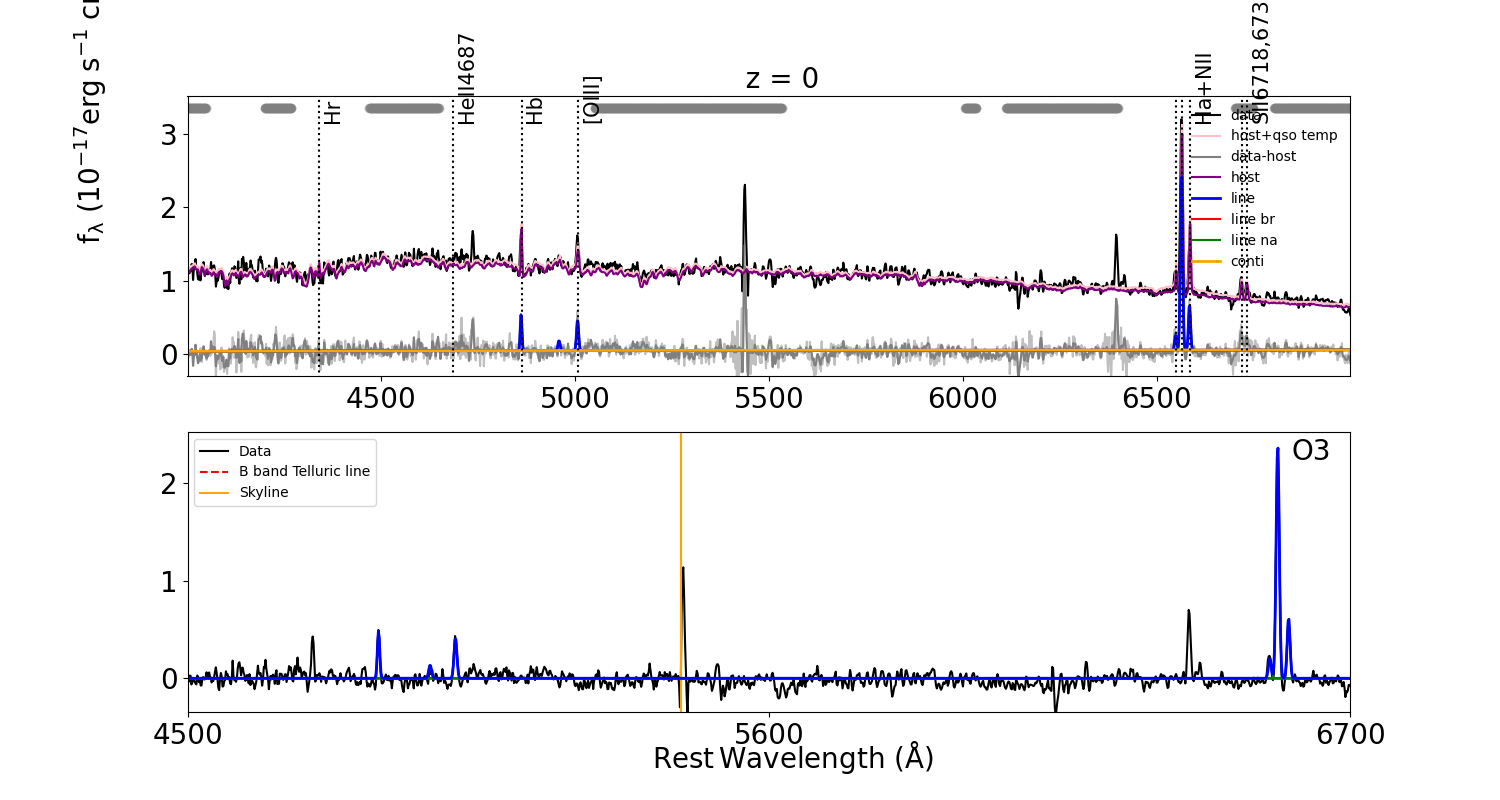 z = 0
f_λ (10^−17 erg s^−1 c
Hr
HeII4687
Hb
[OIII]
Ha+NII
SII6718,673
data
host+qso temp
data-host
host
line
line br
line na
conti
3
2
1
0
4500 5000 5500 6000 6500
Data
B band Telluric line
Skyline
O3
2
1
0
4500 5600 6700
Rest Wavelength (Å)